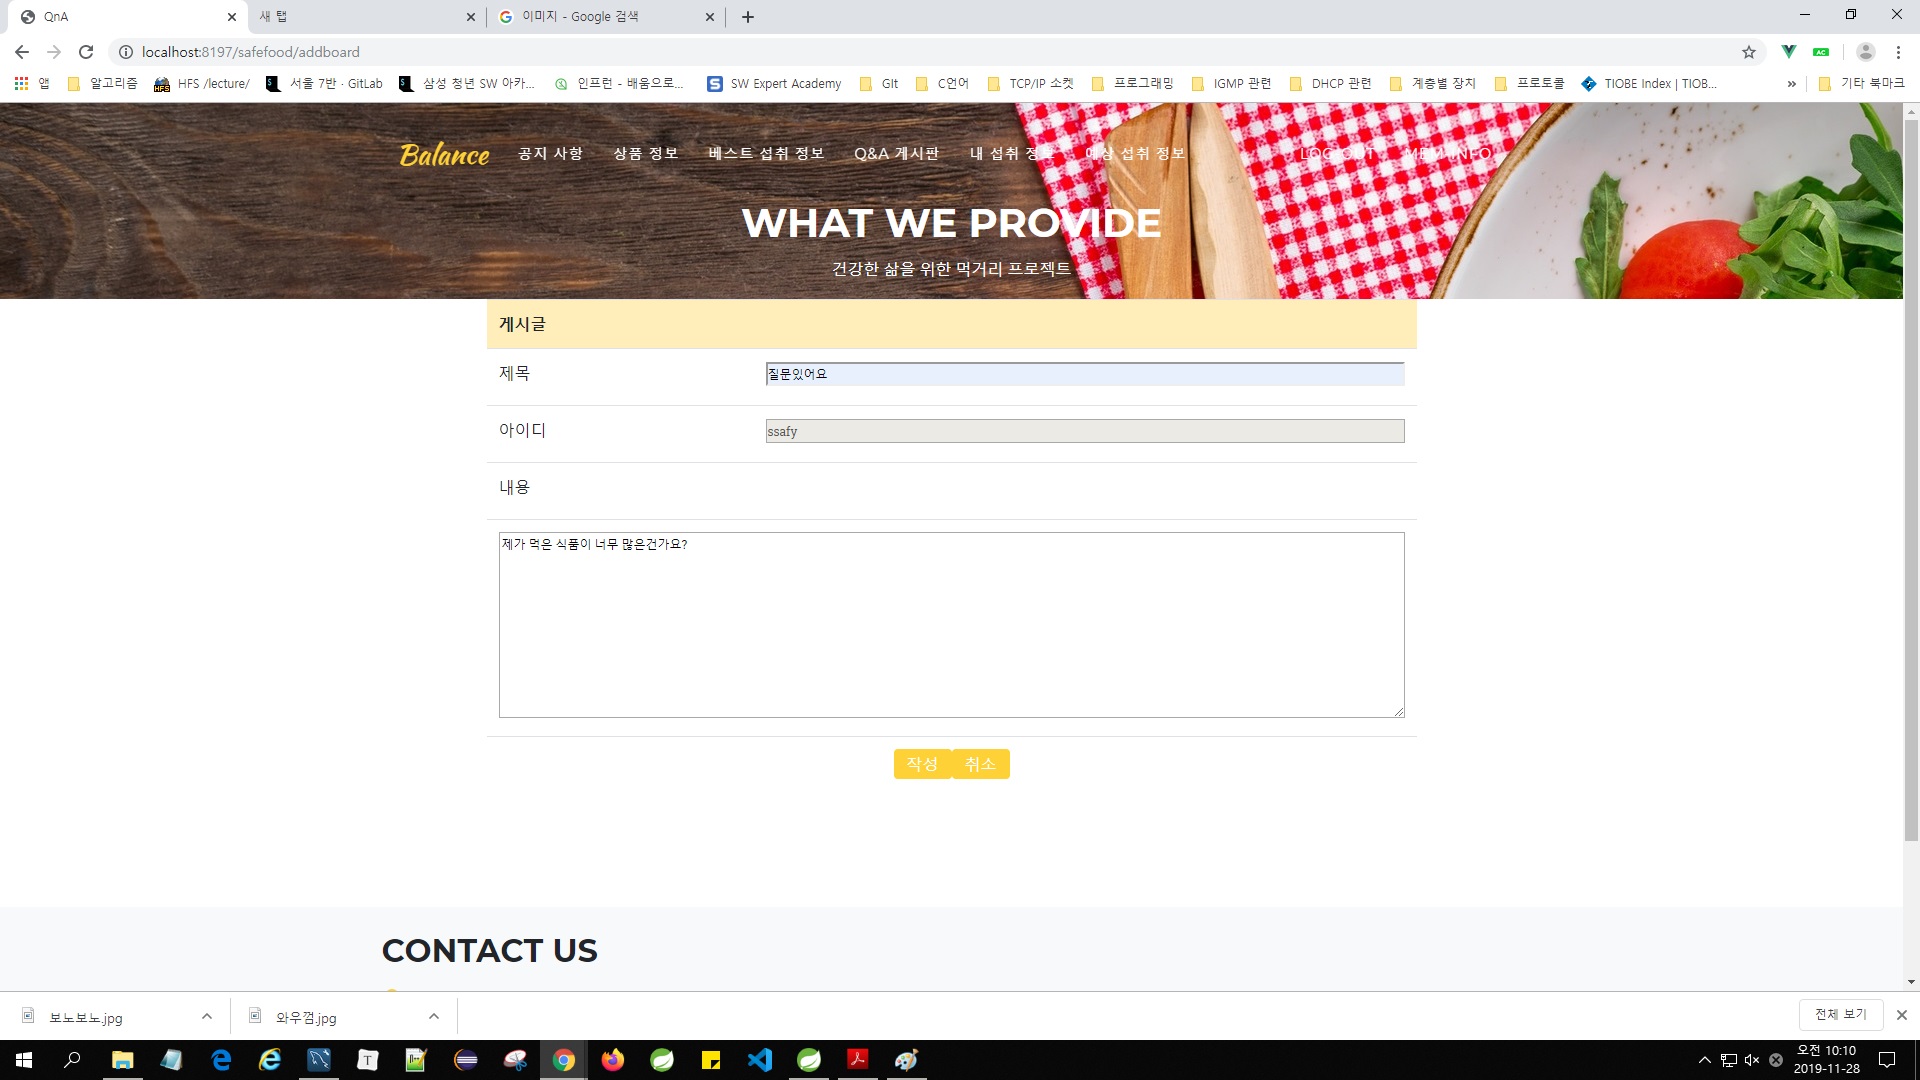 QnA
새 탭
이미지 - Google 검색
localhost:8197/safefood/addboard
앱
알고리즘
HFS /lecture/
서울 7반 · GitLab
삼성 청년 SW 아카...
인프런 - 배움으로...
SW Expert Academy
GIt
C언어
TCP/IP 소켓
프로그래밍
IGMP 관련
DHCP 관련
계층별 장치
프로토콜
TIOBE Index | TIOB...
»
기타 북마크
Balance
공지 사항
상품 정보
베스트 섭취 정보
Q&A 게시판
내 섭취 정보
예상 섭취 정보
LOG OUT
MEM INFO
WHAT WE PROVIDE
건강한 삶을 위한 먹거리 프로젝트
게시글
제목
질문있어요
아이디
ssafy
내용
제가 먹은 식품이 너무 많은건가요?
작성
취소
CONTACT US
보노보노.jpg
와우껌.jpg
전체 보기
오전 10:10
2019-11-28